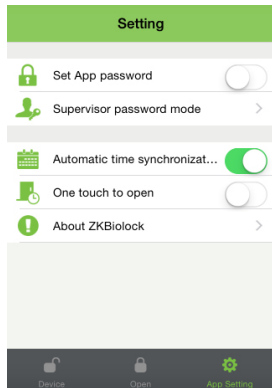 Setting
Set App password
Supervisor password mode
Automatic time synchronizat...
One touch to open
About ZKBiolock
Device Open App Setting